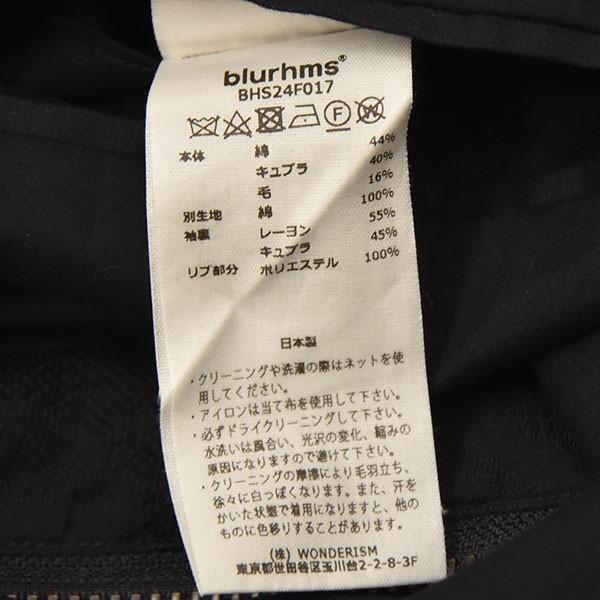 blurhms®
BHS24F017
F W
本体 綿 44%
キュプラ 40%
毛 16%
別生地 綿 100%
袖裏 レーヨン 55%
キュプラ 45%
リブ部分 ポリエステル 100%
日本製
・クリーニングや洗濯の際はネットを使
用してください。
・アイロンは当て布を使用して下さい。
・必ずドライクリーニングして下さい。
水洗いは風合い、光沢の変化、縮みの
原因になりますので避けて下さい。
・クリーニングの摩擦により毛羽立ち、
徐々に白っぽくなります。また、汗を
かいた状態で着用になりますと、他の
ものに色移りすることがあります。
(株) WONDERISM
東京都世田谷区玉川台2-2-8-3F